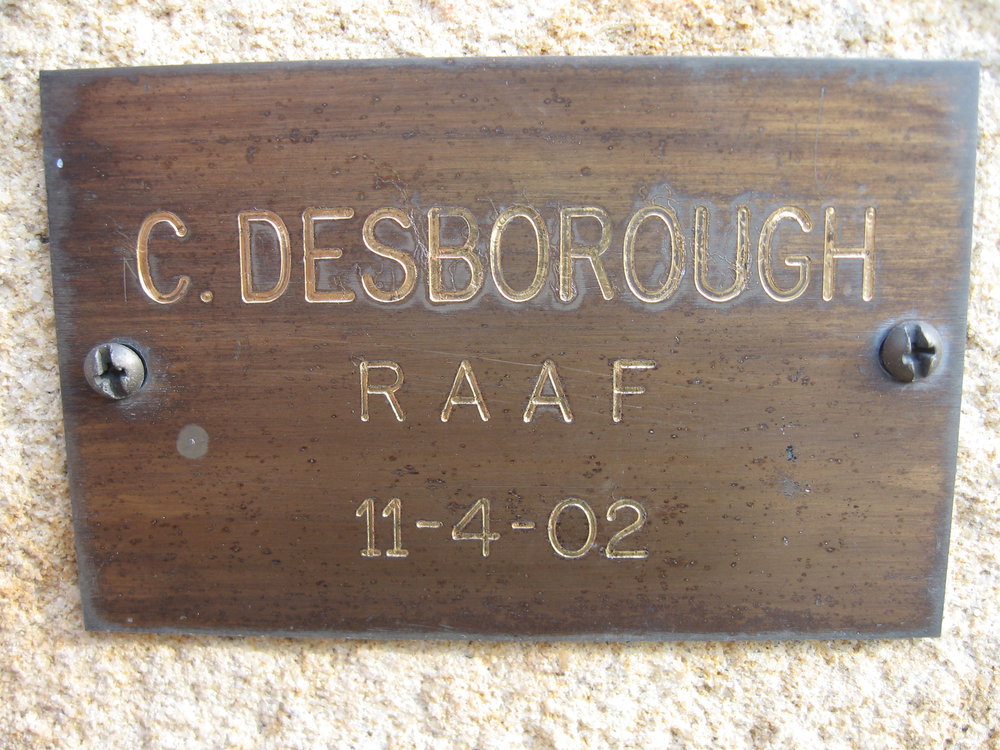 C. DESBOROUGH
RAAF
11-4-02